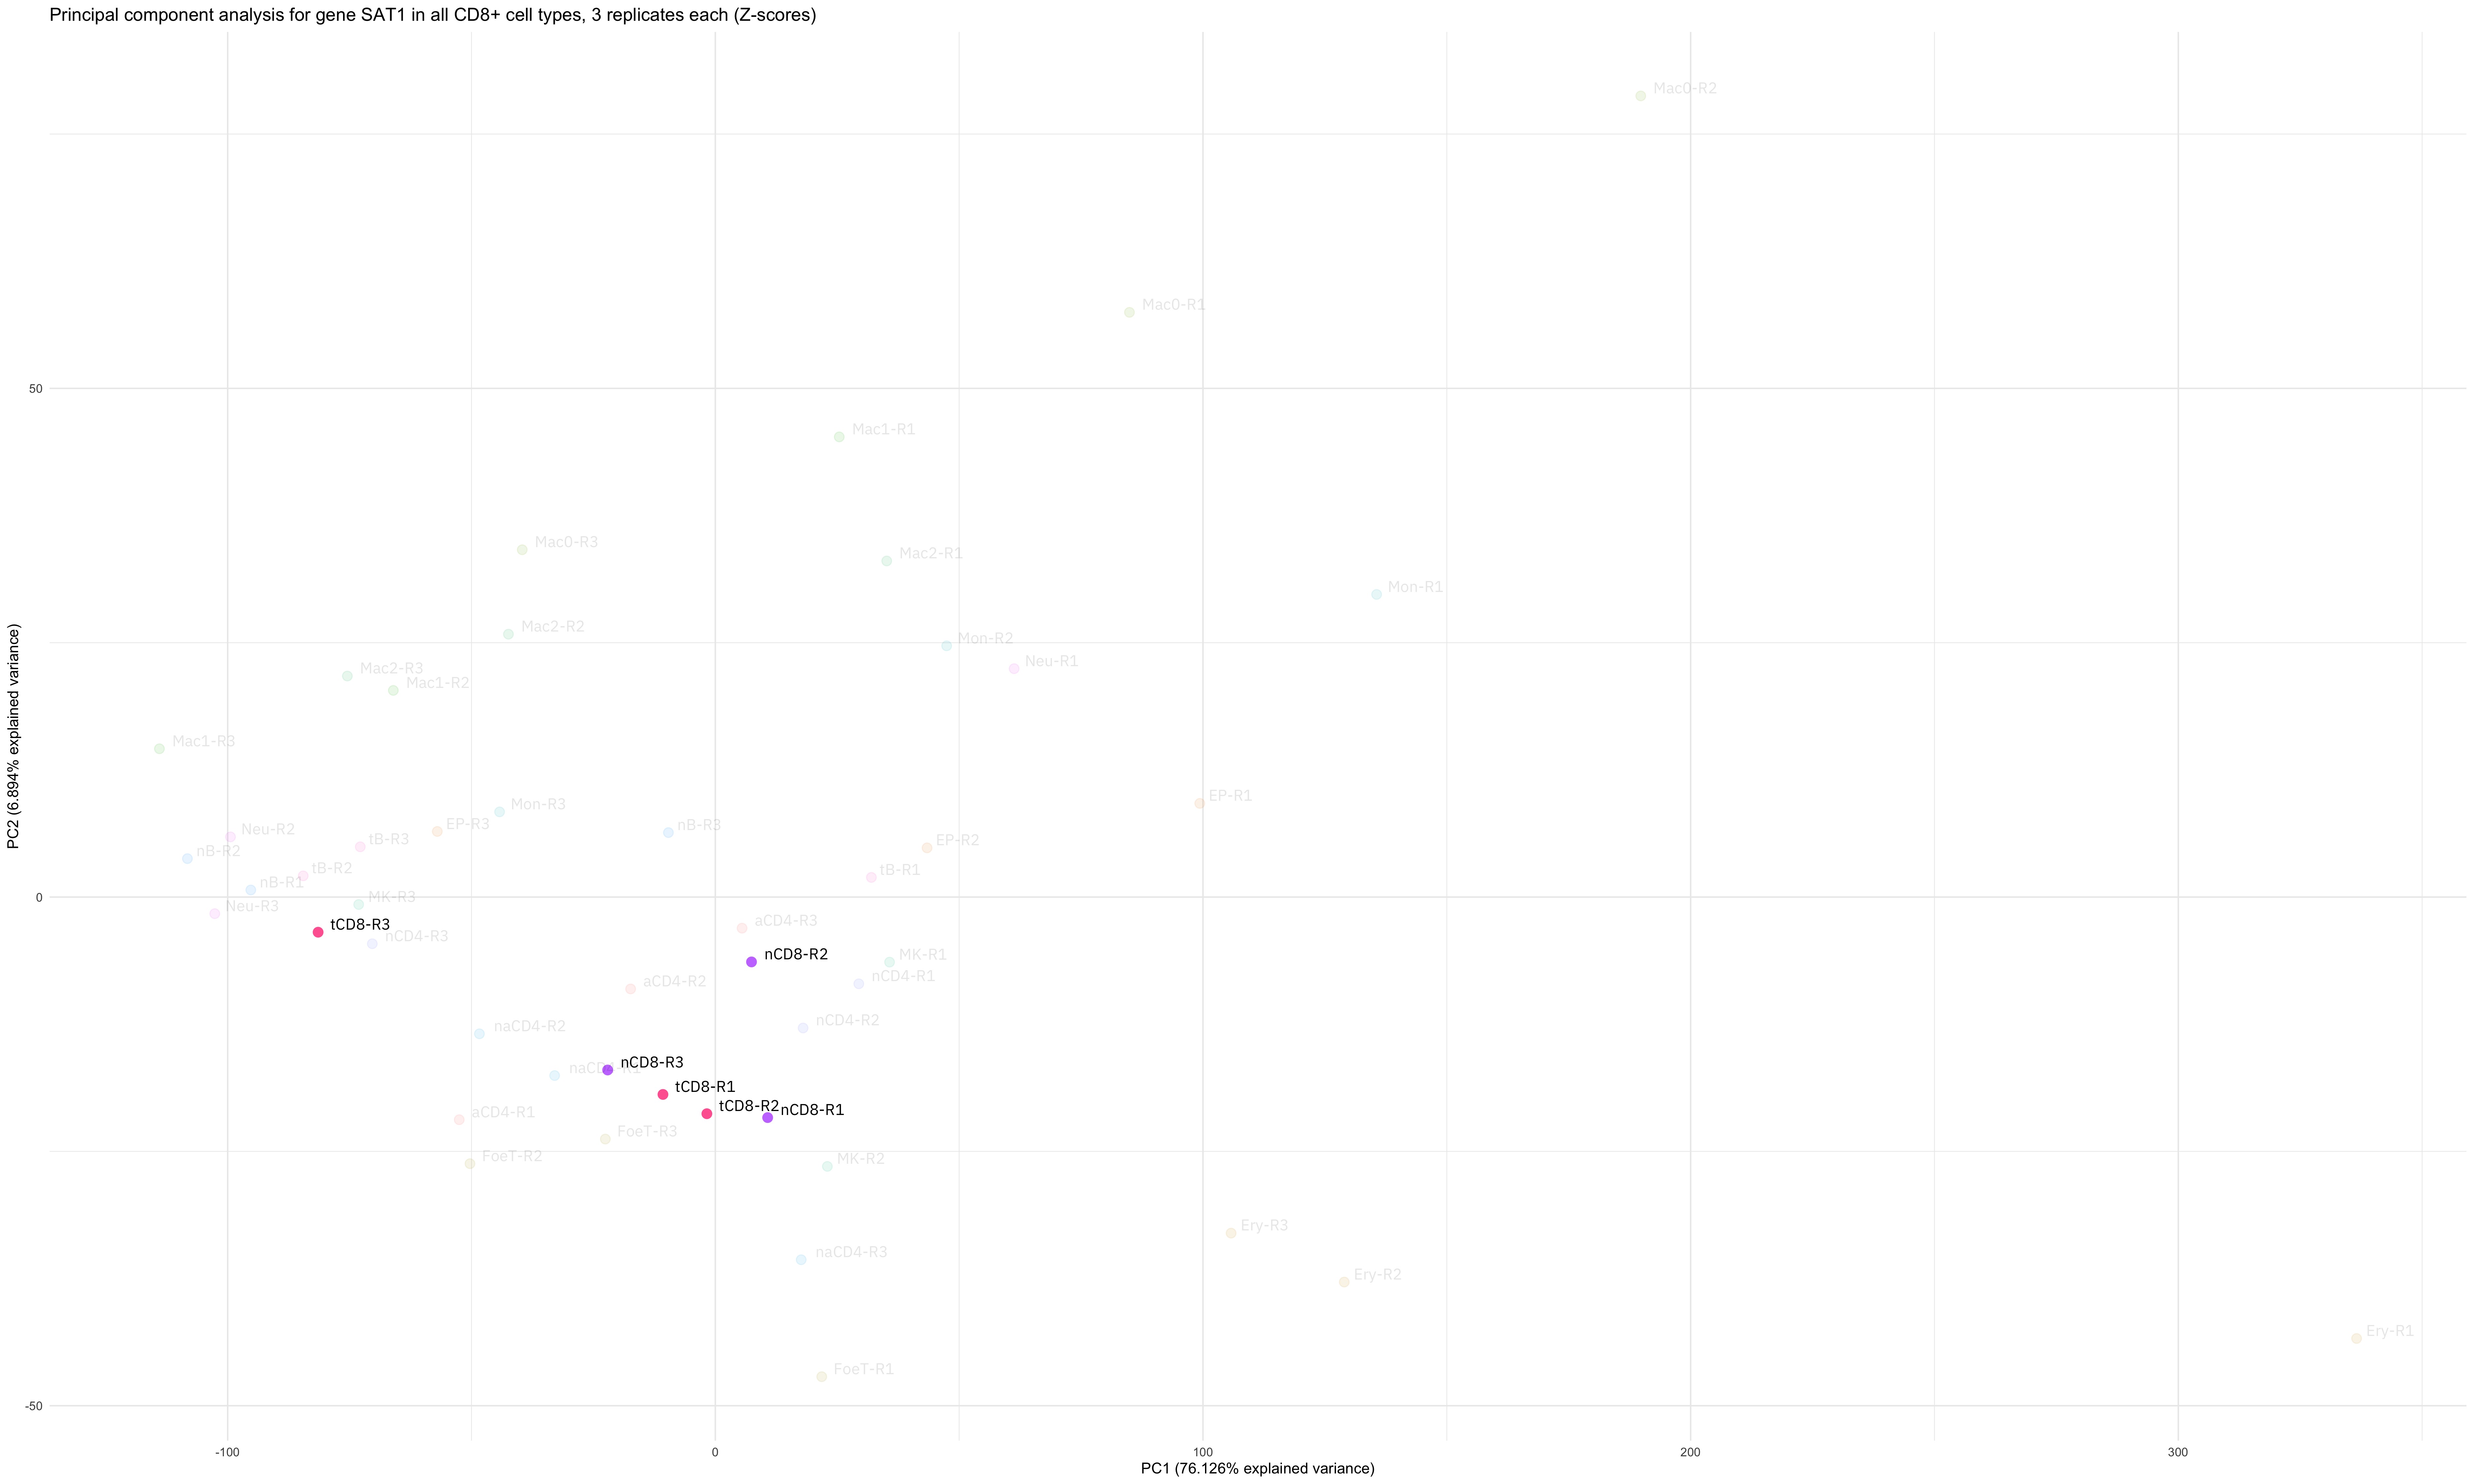 Principal component analysis for gene SAT1 in all CD8+ cell types, 3 replicates each (Z-scores)
Mac0-R2
Mac0-R1
50
Mac1-R1
Mac0-R3
Mac2-R1
Mon-R1
Mac2-R2
Mon-R2
Neu-R1
Mac2-R3
Mac1-R2
Mac1-R3
PC2 (6.894% explained variance)
EP-R1
Mon-R3
EP-R3
nB-R3
Neu-R2
tB-R3
EP-R2
nB-R2
tB-R2
tB-R1
nB-R1
0
MK-R3
Neu-R3
aCD4-R3
tCD8-R3
nCD4-R3
nCD8-R2
MK-R1
nCD4-R1
aCD4-R2
nCD4-R2
naCD4-R2
nCD8-R3
naCD4-R1
tCD8-R1
tCD8-R2
nCD8-R1
aCD4-R1
FoeT-R3
FoeT-R2
MK-R2
Ery-R3
naCD4-R3
Ery-R2
Ery-R1
FoeT-R1
-50
-100 0 100 200 300
PC1 (76.126% explained variance)